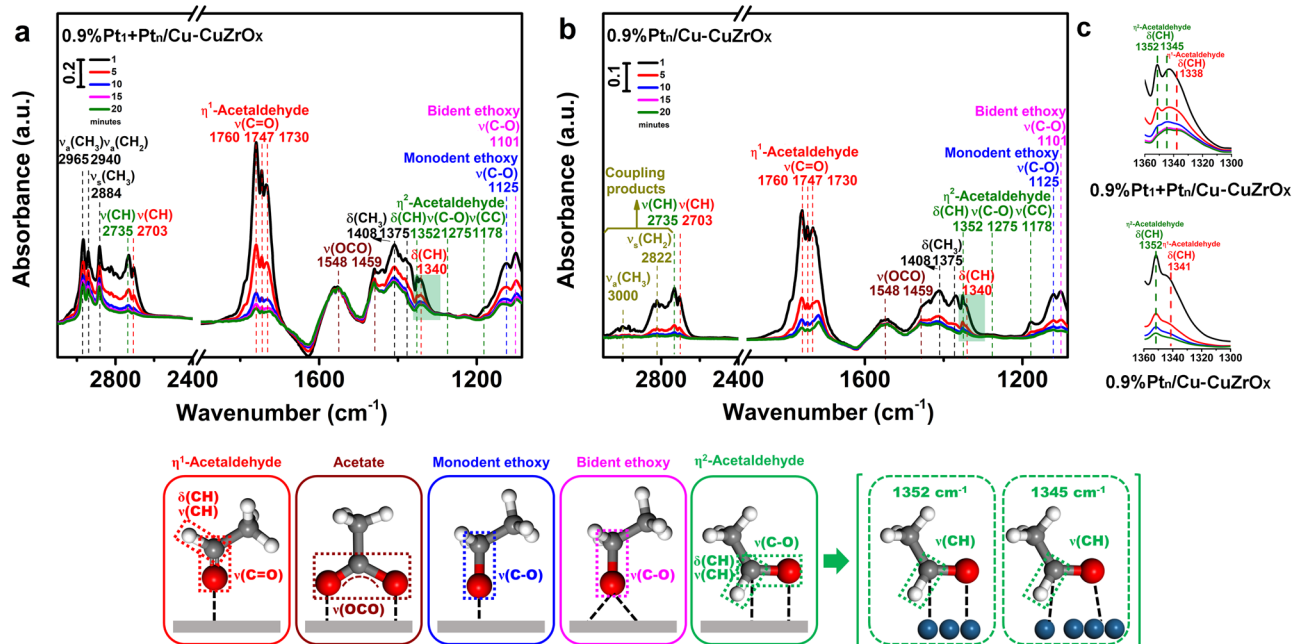 a
0.9%Pt₁+Ptₙ/Cu-CuZrOₓ
0.2
1
5
10
15
20
minutes
νₐ(CH₃)νₐ(CH₂)
2965 2940
νₛ(CH₃)
2884
ν(CH) ν(CH)
2735 2703
η¹-Acetaldehyde
ν(C=O)
1760 1747 1730
ν(OCO)
1548 1459
δ(CH₃)
1408 1375
Bident ethoxy
ν(C-O)
1101
Monodent ethoxy
ν(C-O)
1125
η²-Acetaldehyde
δ(CH)ν(C-O)ν(CC)
1352 1275 1178
δ(CH)
1340
Absorbance (a.u.)
2800 2400 1600 1200
Wavenumber (cm⁻¹)
b
0.9%Ptₙ/Cu-CuZrOₓ
0.1
1
5
10
15
20
minutes
Coupling
products
ν(CH) ν(CH)
2735 2703
νₛ(CH₂)
2822
νₐ(CH₃)
3000
η¹-Acetaldehyde
ν(C=O)
1760 1747 1730
ν(OCO)
1548 1459
δ(CH₃)
1408 1375
Bident ethoxy
ν(C-O)
1101
Monodent ethoxy
ν(C-O)
1125
η²-Acetaldehyde
δ(CH)ν(C-O)ν(CC)
1352 1275 1178
δ(CH)
1340
Absorbance (a.u.)
2800 2400 1600 1200
Wavenumber (cm⁻¹)
c
η²-Acetaldehyde
δ(CH)
1352 1345
η¹-Acetaldehyde
δ(CH)
1338
1360 1340 1320 1300
0.9%Pt₁+Ptₙ/Cu-CuZrOₓ
η²-Acetaldehyde
δ(CH)
1352
η¹-Acetaldehyde
δ(CH)
1341
1360 1340 1320 1300
0.9%Ptₙ/Cu-CuZrOₓ
η¹-Acetaldehyde
δ(CH)
ν(CH)
ν(C=O)
Acetate
ν(OCO)
Monodent ethoxy
ν(C-O)
Bident ethoxy
ν(C-O)
η²-Acetaldehyde
ν(C-O)
δ(CH)
ν(CH)
1352 cm⁻¹
ν(CH)
1345 cm⁻¹
ν(CH)